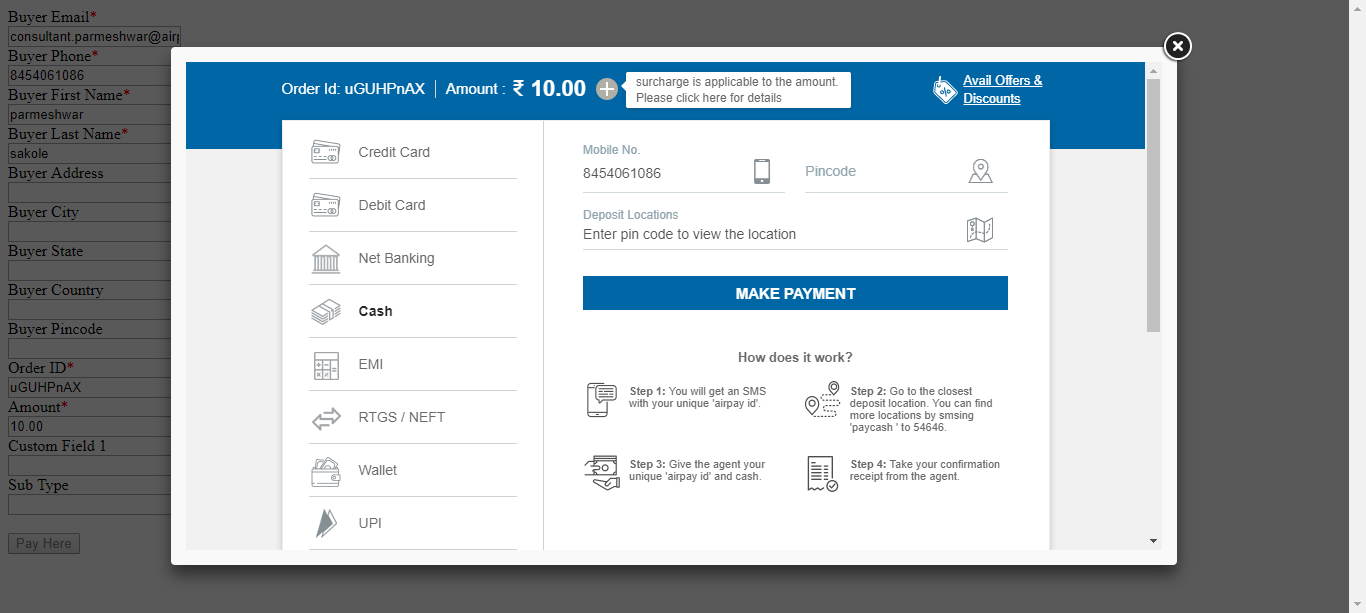 Buyer Email*
consultant.parmeshwar@airp
Buyer Phone*
8454061086
Buyer First Name*
parmeshwar
Buyer Last Name*
sakole
Buyer Address
Buyer City
Buyer State
Buyer Country
Buyer Pincode
Order ID*
uGUHPnAX
Amount*
10.00
Custom Field 1
Sub Type
Pay Here
Order Id: uGUHPnAX
Amount : ₹ 10.00
surcharge is applicable to the amount.
Please click here for details
Avail Offers &
Discounts
Credit Card
Debit Card
Net Banking
Cash
EMI
RTGS / NEFT
Wallet
UPI
Mobile No.
8454061086
Pincode
Deposit Locations
Enter pin code to view the location
MAKE PAYMENT
How does it work?
Step 1: You will get an SMS
with your unique 'airpay id'.
Step 2: Go to the closest
deposit location. You can find
more locations by smsing
'paycash ' to 54646.
Step 3: Give the agent your
unique 'airpay id' and cash.
Step 4: Take your confirmation
receipt from the agent.